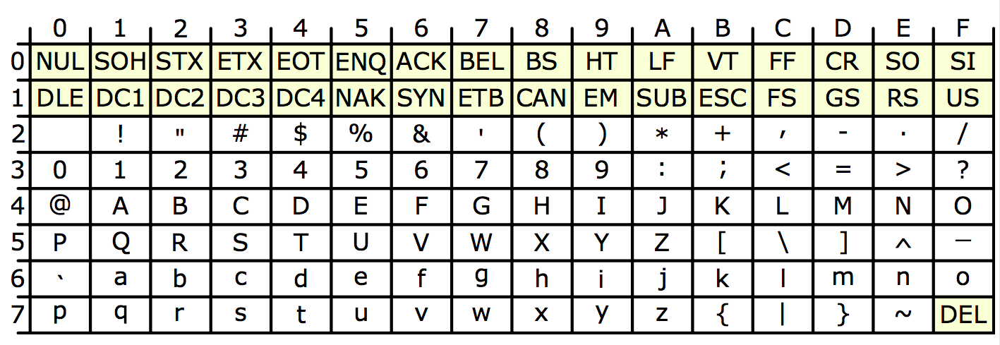 0 1 2 3 4 5 6 7 8 9 A B C D E F
0 NUL SOH STX ETX EOT ENQ ACK BEL BS HT LF VT FF CR SO SI
1 DLE DC1 DC2 DC3 DC4 NAK SYN ETB CAN EM SUB ESC FS GS RS US
2 ! " # $ % & ' ( ) * + , - . /
3 0 1 2 3 4 5 6 7 8 9 : ; < = > ?
4 @ A B C D E F G H I J K L M N O
5 P Q R S T U V W X Y Z [ \ ] ^ _
6 ` a b c d e f g h i j k l m n o
7 p q r s t u v w x y z { | } ~ DEL